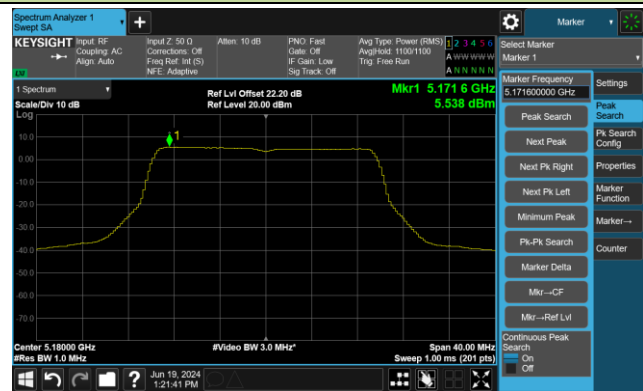 Spectrum Analyzer 1
Swept SA
+
Marker
KEYSIGHT
Input: RF
Coupling: AC
Align: Auto
Input Z: 50 Ω
Corrections: Off
Freq Ref: Int (S)
NFE: Adaptive
Atten: 10 dB
PNO: Fast
Gate: Off
IF Gain: Low
Sig Track: Off
Avg Type: Power (RMS)
Avg|Hold: 1100/1100
Trig: Free Run
1 2 3 4 5 6
A W W W W W
A N N N N N
Select Marker
Marker 1
1 Spectrum
Scale/Div 10 dB
Log
Ref Lvl Offset 22.20 dB
Ref Level 20.00 dBm
Mkr1 5.171 6 GHz
5.538 dBm
1
10.0
0.00
-10.0
-20.0
-30.0
-40.0
-50.0
-60.0
-70.0
Center 5.18000 GHz
#Res BW 1.0 MHz
#Video BW 3.0 MHz*
Span 40.00 MHz
Sweep 1.00 ms (201 pts)
Marker Frequency
5.171600000 GHz
Peak Search
Next Peak
Next Pk Right
Next Pk Left
Minimum Peak
Pk-Pk Search
Marker Delta
Mkr→CF
Mkr→Ref Lvl
Continuous Peak
Search
On
Off
Settings
Peak
Search
Pk Search
Config
Properties
Marker
Function
Marker→
Counter
?
Jun 19, 2024
1:21:41 PM